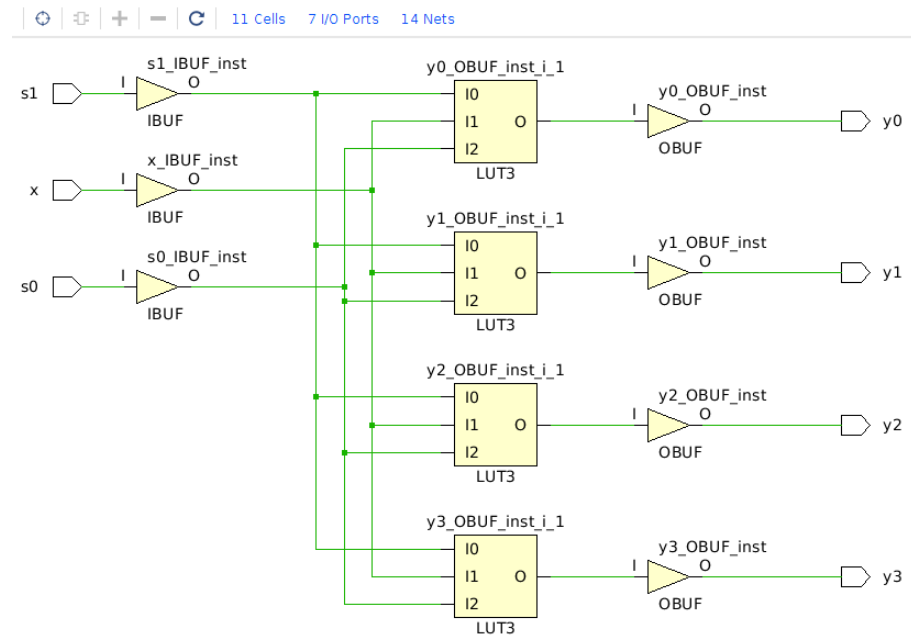 11 Cells 7 I/O Ports 14 Nets
s1_IBUF_inst
s1 I O
IBUF
x_IBUF_inst
x I O
IBUF
s0_IBUF_inst
s0 I O
IBUF
y0_OBUF_inst_i_1
I0
I1 O
I2
LUT3
y0_OBUF_inst
I O
y0
OBUF
y1_OBUF_inst_i_1
I0
I1 O
I2
LUT3
y1_OBUF_inst
I O
y1
OBUF
y2_OBUF_inst_i_1
I0
I1 O
I2
LUT3
y2_OBUF_inst
I O
y2
OBUF
y3_OBUF_inst_i_1
I0
I1 O
I2
LUT3
y3_OBUF_inst
I O
y3
OBUF